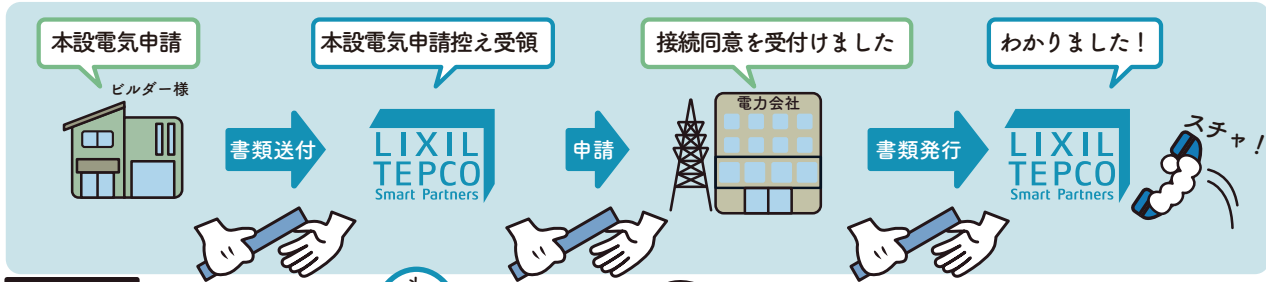 本設電気申請
本設電気申請控え受領
接続同意を受付けました
わかりました！
ビルダー様
書類送付
LIXIL
TEPCO
Smart Partners
申請
電力会社
書類発行
LIXIL
TEPCO
Smart Partners
スチャ！